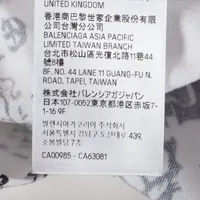 UNITED KINGDOM
香港商巴黎世家企業股份有限
公司台灣分公司
BALENCIAGA ASIA PACIFIC
LIMITED TAIWAN BRANCH
台北市松山區光復北路11巷44
號8樓
8F. NO. 44 LANE 11 GUANG-FU N.
ROAD, TAIPEI, TAIWAN
株式会社バレンシアガジャパン
日本107-0052東京都港区赤坂7-
1-16 9F
발렌시아가코리아 주식회사
서울특별시 강남구 도산대로 439,
소봄빌딩 7층
CA00985 - CA63081